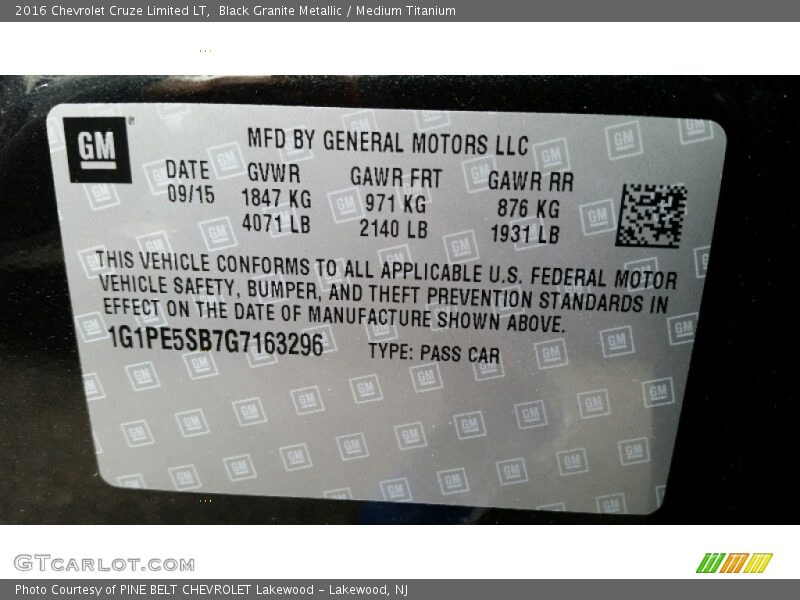 2016 Chevrolet Cruze Limited LT,  Black Granite Metallic / Medium Titanium
GM®
MFD BY GENERAL MOTORS LLC
DATE GVWR GAWR FRT GAWR RR
09/15 1847 KG 971 KG 876 KG
4071 LB 2140 LB 1931 LB
THIS VEHICLE CONFORMS TO ALL APPLICABLE U.S. FEDERAL MOTOR
VEHICLE SAFETY, BUMPER, AND THEFT PREVENTION STANDARDS IN
EFFECT ON THE DATE OF MANUFACTURE SHOWN ABOVE.
1G1PE5SB7G7163296 TYPE: PASS CAR
GTCARLOT.COM
Photo Courtesy of PINE BELT CHEVROLET Lakewood - Lakewood, NJ